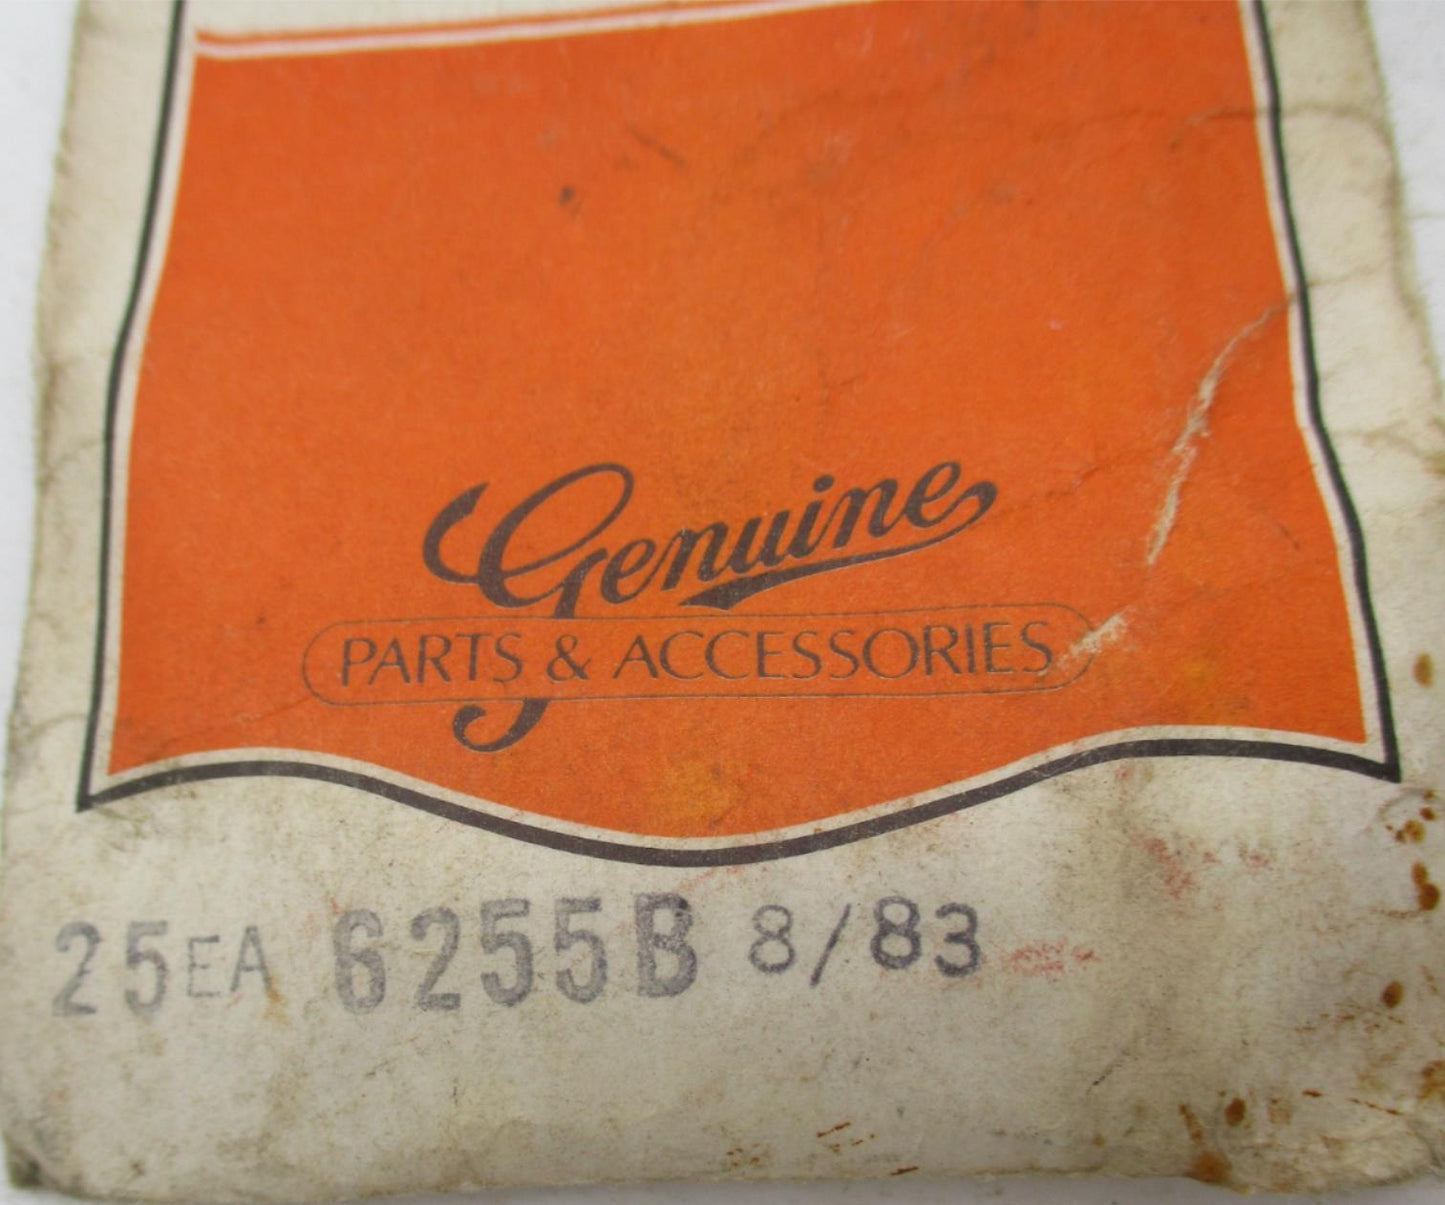 Genuine
PARTS & ACCESSORIES
25EA 6255B 8/83